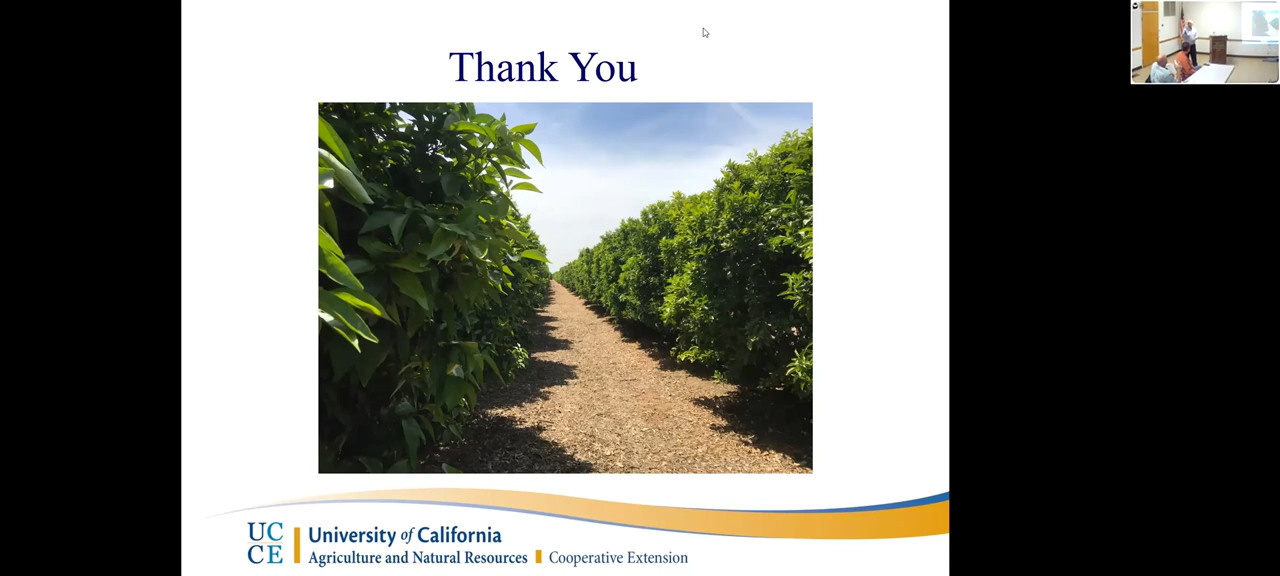 Thank You
UC
CE
University of California
Agriculture and Natural Resources
Cooperative Extension